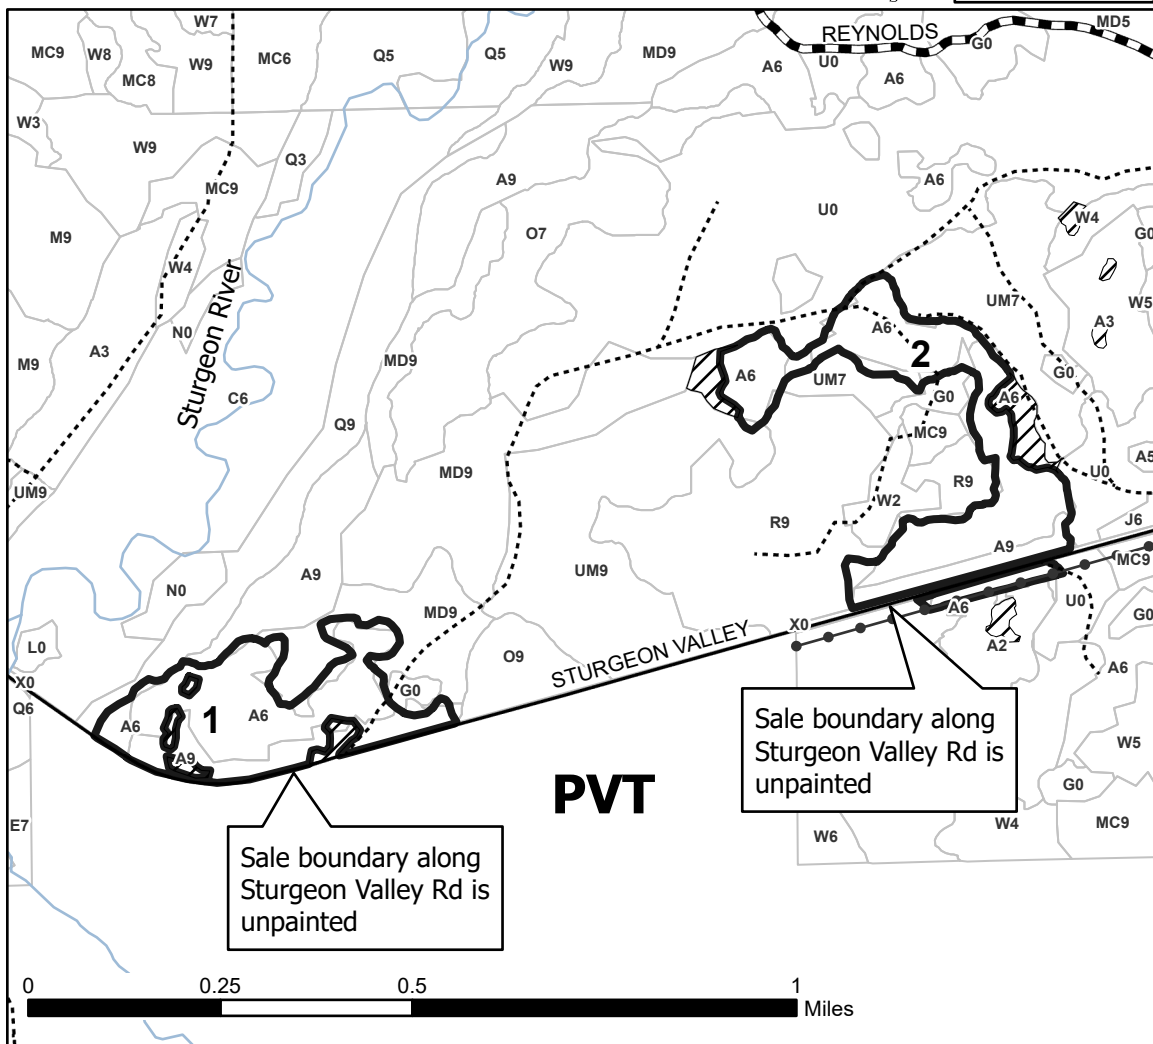 W7
MC9
W8
MC8
W9
MC6
Q5
Q5
W9
MD9
REYNOLDS
MD5
G0
U0
A6
A6
W3
W9
Q3
MC9
A9
A6
U0
O7
M9
W4
W4
G0
Sturgeon River
N0
UM7
W5
A3
A3
M9
MD9
A6
2
C6
A6
UM7
G0
G0
A6
Q9
MC9
A5
UM9
MD9
R9
U0
W2
R9
J6
A9
MC9
UM9
A9
N0
MD9
A6
U0
G0
X0
STURGEON VALLEY
A2
L0
O9
A6
X0
G0
Q6
A6
1
A6
A9
Sale boundary along
Sturgeon Valley Rd is
unpainted
W5
G0
PVT
E7
W6
W4
MC9
Sale boundary along
Sturgeon Valley Rd is
unpainted
0
0.25
0.5
1
Miles